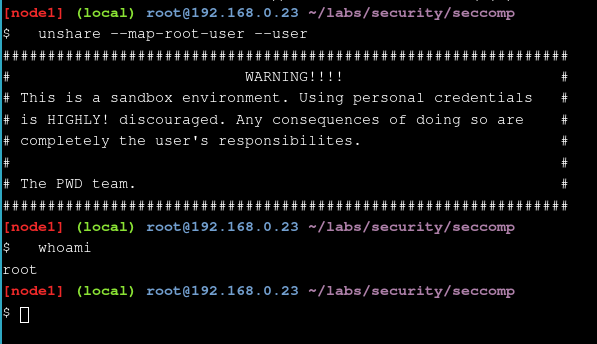 [node1] (local) root@192.168.0.23 ~/labs/security/seccomp
$   unshare --map-root-user --user
###############################################################
#                          WARNING!!!!                          #
# This is a sandbox environment. Using personal credentials   #
# is HIGHLY! discouraged. Any consequences of doing so are    #
# completely the user's responsibilites.                      #
#                                                             #
# The PWD team.                                               #
###############################################################
[node1] (local) root@192.168.0.23 ~/labs/security/seccomp
$   whoami
root
[node1] (local) root@192.168.0.23 ~/labs/security/seccomp
$